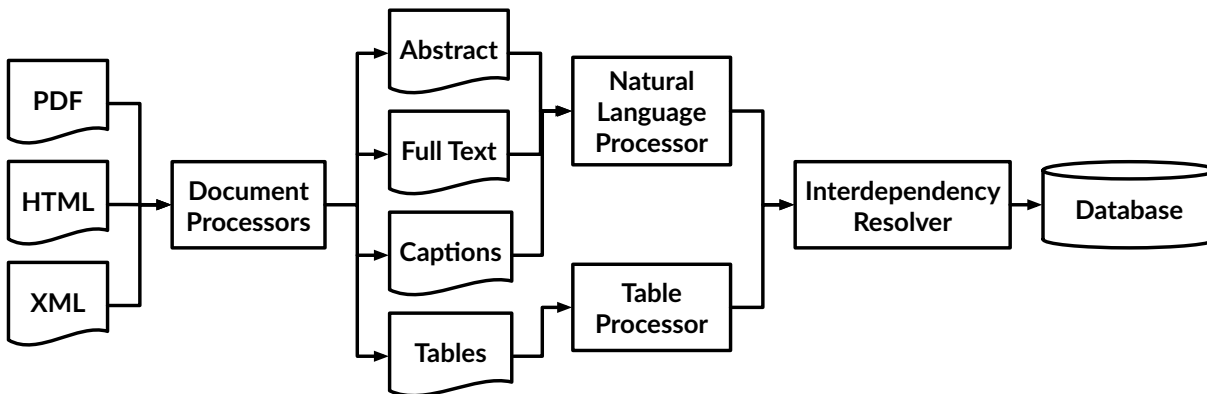 PDF
HTML
XML
Document
Processors
Abstract
Full Text
Captions
Tables
Natural
Language
Processor
Table
Processor
Interdependency
Resolver
Database